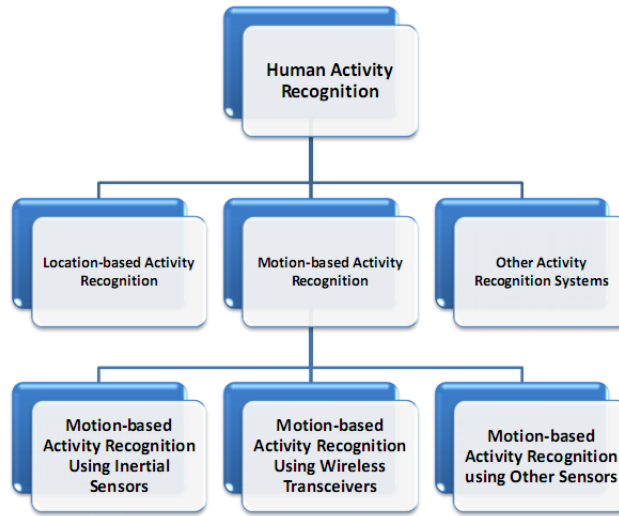 Human Activity
Recognition
Location-based Activity
Recognition
Motion-based Activity
Recognition
Other Activity
Recognition Systems
Motion-based
Activity Recognition
Using Inertial
Sensors
Motion-based
Activity Recognition
Using Wireless
Transceivers
Motion-based
Activity Recognition
using Other Sensors